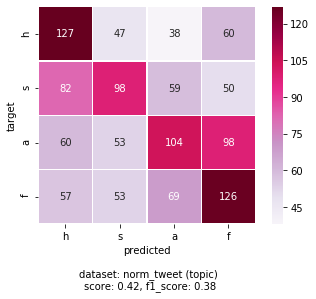 target
h 127 47 38 60
s 82 98 59 50
a 60 53 104 98
f 57 53 69 126
h s a f
predicted
120
105
90
75
60
45
dataset: norm_tweet (topic)
score: 0.42, f1_score: 0.38